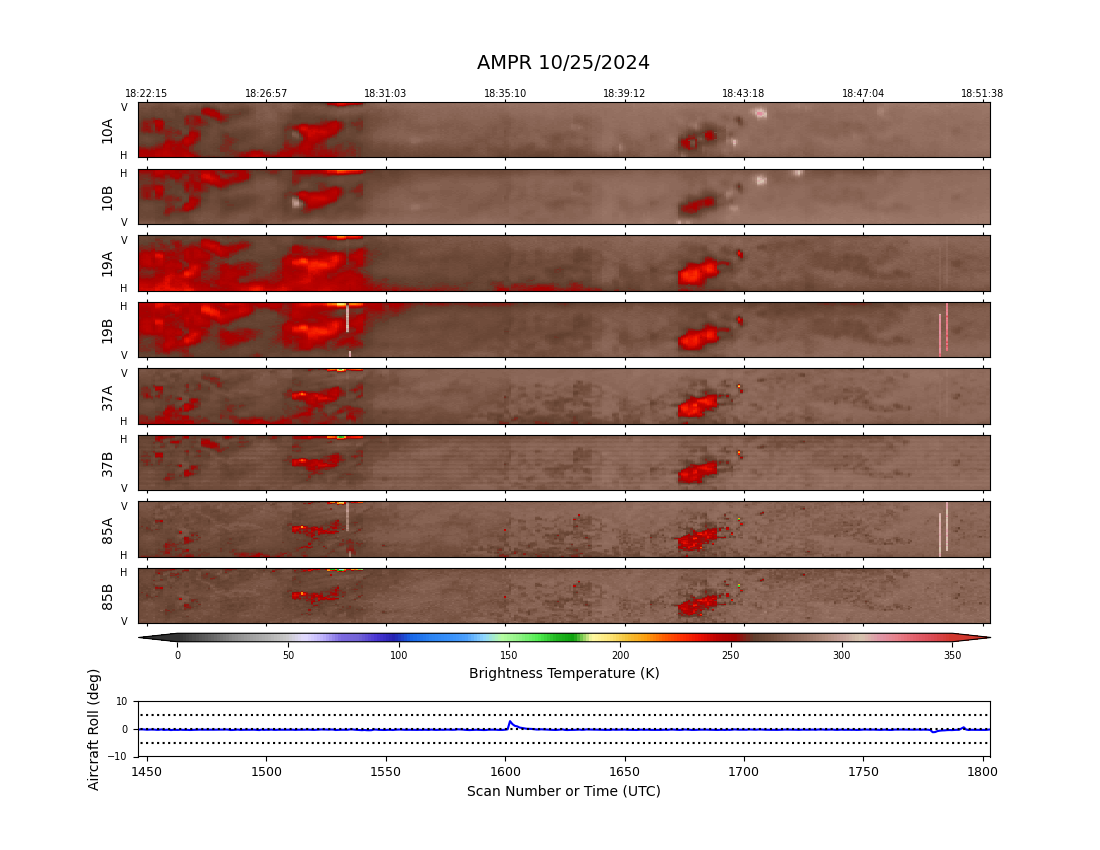 AMPR 10/25/2024
18:22:15 18:26:57 18:31:03 18:35:10 18:39:12 18:43:18 18:47:04 18:51:38
V
10A
H
H
10B
V
V
19A
H
H
19B
V
V
37A
H
H
37B
V
V
85A
H
H
85B
V
0 50 100 150 200 250 300 350
Brightness Temperature (K)
Aircraft Roll (deg)
10
0
−10
1450 1500 1550 1600 1650 1700 1750 1800
Scan Number or Time (UTC)